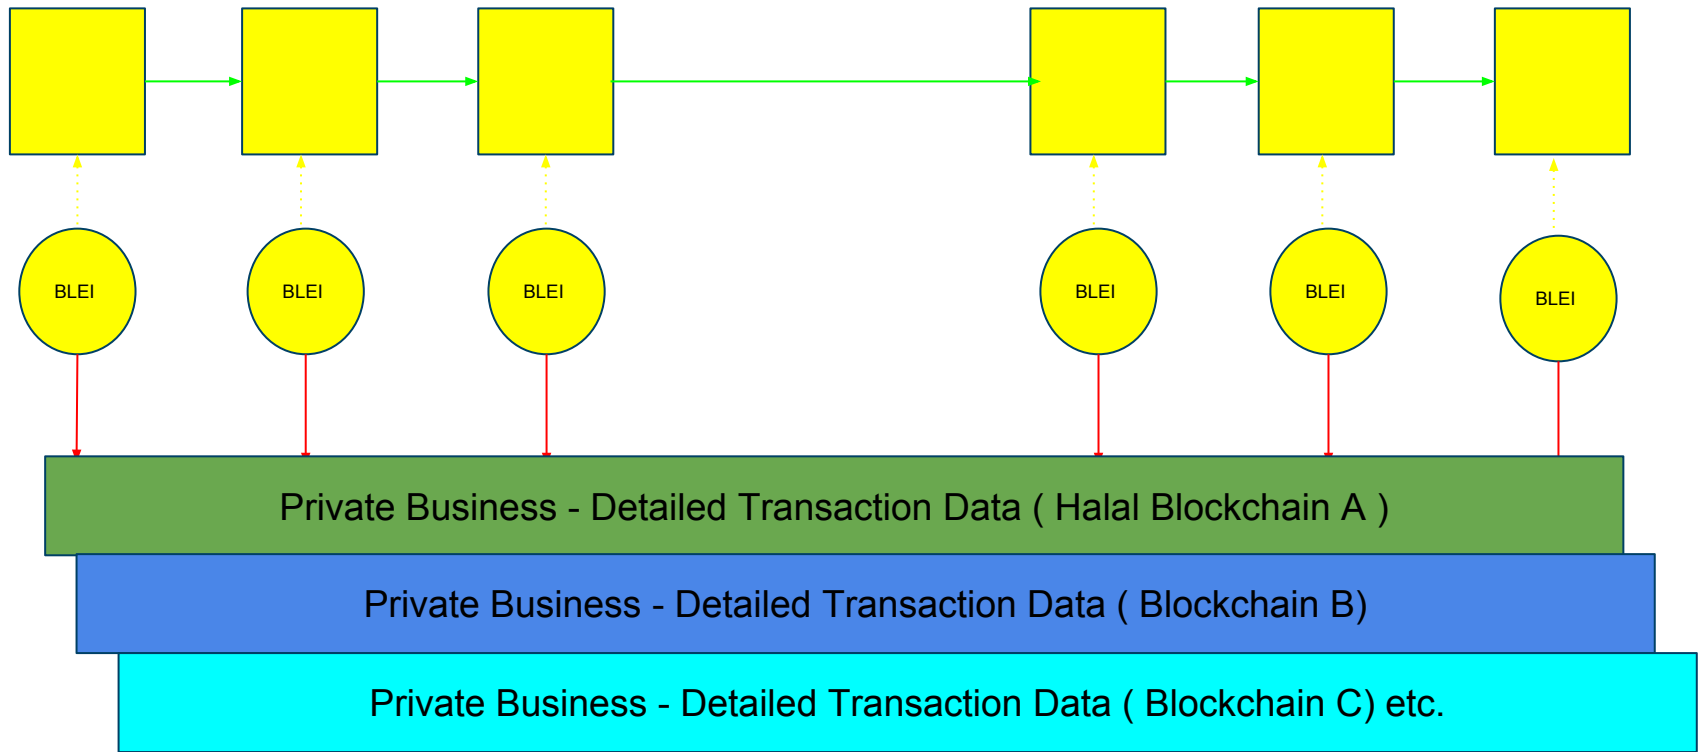 BLEI
BLEI
BLEI
BLEI
BLEI
BLEI
Private Business - Detailed Transaction Data ( Halal Blockchain A )
Private Business - Detailed Transaction Data ( Blockchain B)
Private Business - Detailed Transaction Data ( Blockchain C) etc.